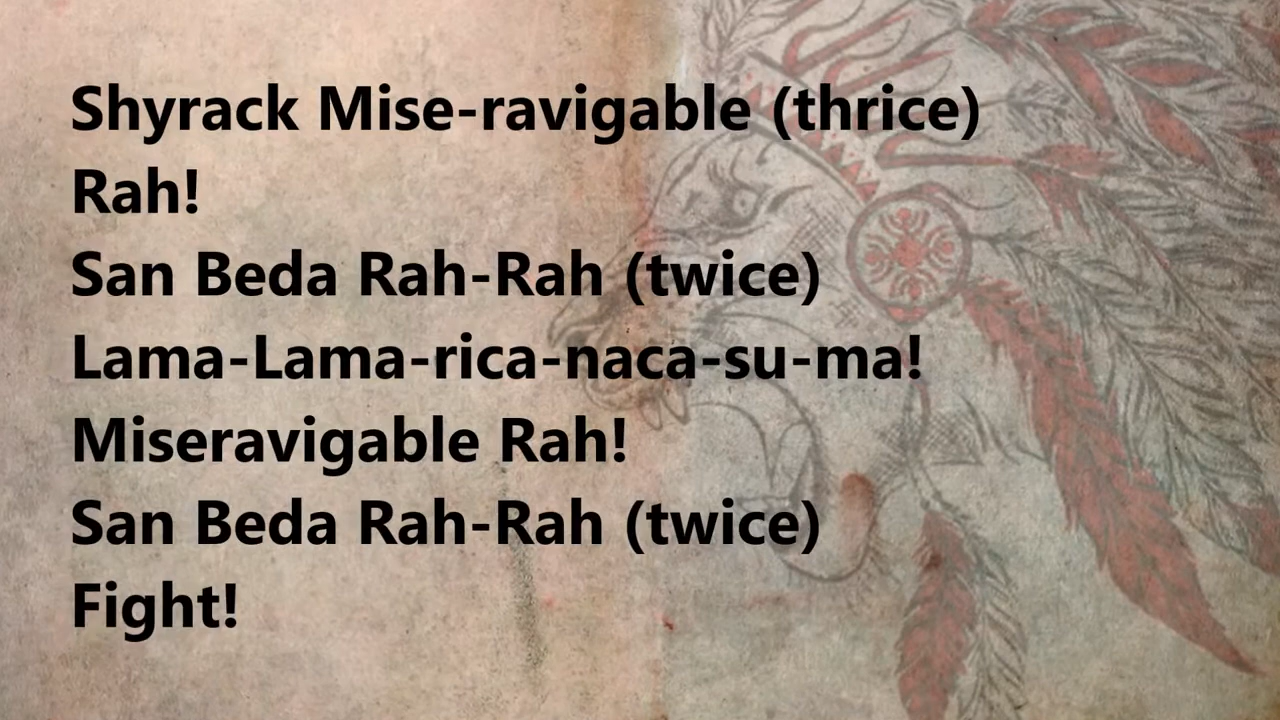 Shyrack Mise-ravigable (thrice)
Rah!
San Beda Rah-Rah (twice)
Lama-Lama-rica-naca-su-ma!
Miseravigable Rah!
San Beda Rah-Rah (twice)
Fight!